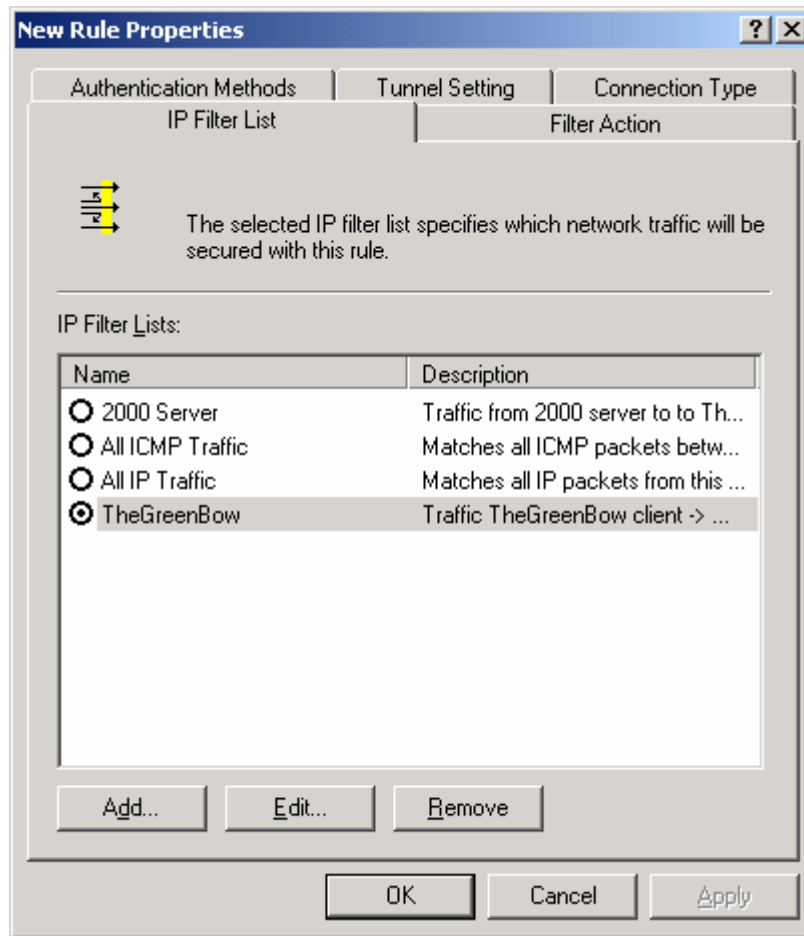 New Rule Properties
? X
Authentication Methods Tunnel Setting Connection Type
IP Filter List Filter Action
The selected IP filter list specifies which network traffic will be
secured with this rule.
IP Filter Lists:
Name Description
2000 Server Traffic from 2000 server to to Th...
All ICMP Traffic Matches all ICMP packets betw...
All IP Traffic Matches all IP packets from this ...
TheGreenBow Traffic TheGreenBow client -> ...
Add... Edit... Remove
OK Cancel Apply